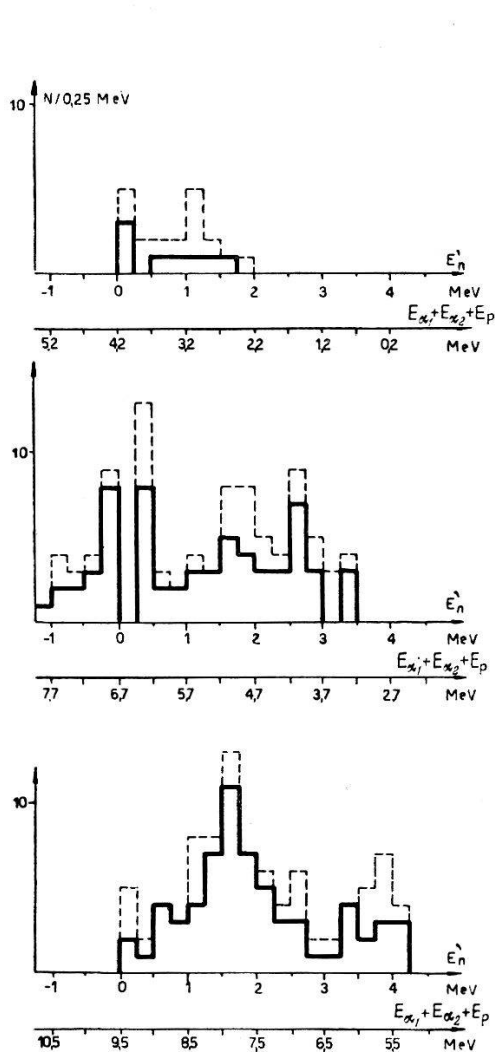 N/0,25 MeV
10
E'n
-1 0 1 2 3 4 MeV
Eα1+Eα2+Ep
5,2 4,2 3,2 2,2 1,2 0,2 MeV
10
E'n
-1 0 1 2 3 4 MeV
Eα1+Eα2+Ep
7,7 6,7 5,7 4,7 3,7 2,7 MeV
10
E'n
-1 0 1 2 3 4 MeV
Eα1+Eα2+Ep
10,5 9,5 8,5 7,5 6,5 5,5 MeV